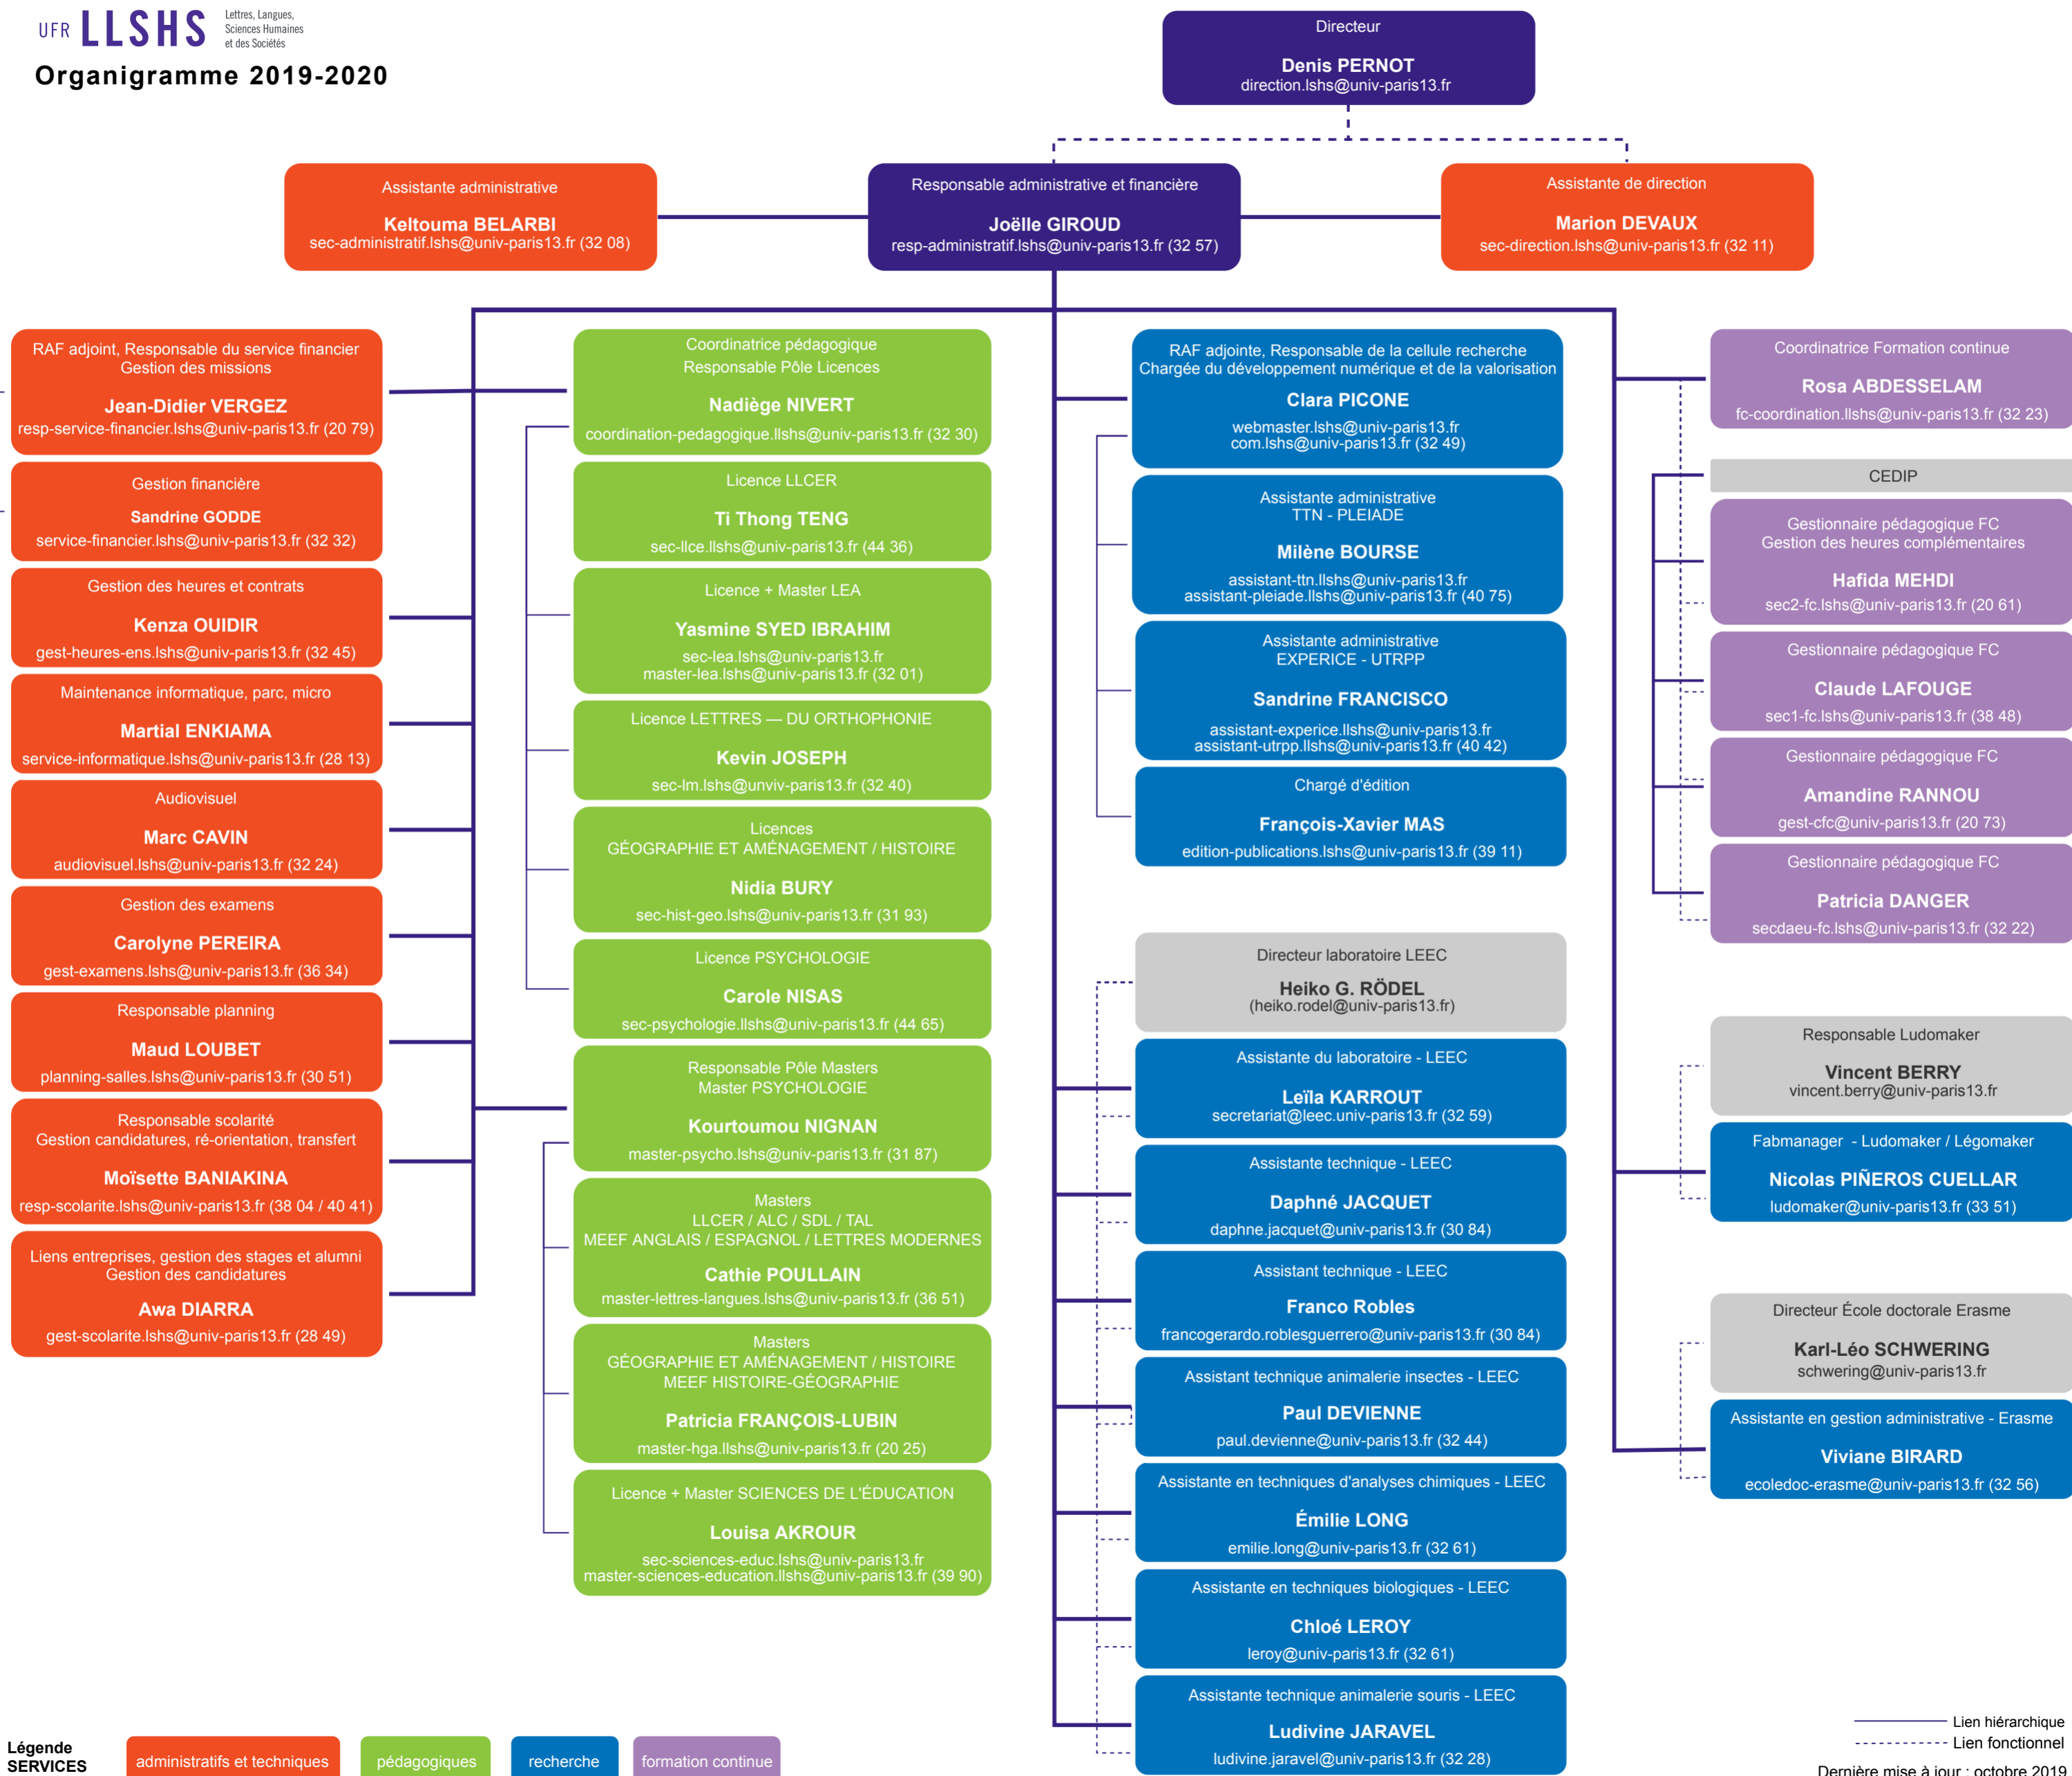 UFR LLSHS
Lettres, Langues,
Sciences Humaines
et des Sociétés
Organigramme 2019-2020
Directeur
Denis PERNOT
direction.lshs@univ-paris13.fr
Assistante administrative
Keltouma BELARBI
sec-administratif.lshs@univ-paris13.fr (32 08)
Responsable administrative et financière
Joëlle GIROUD
resp-administratif.lshs@univ-paris13.fr (32 57)
Assistante de direction
Marion DEVAUX
sec-direction.lshs@univ-paris13.fr (32 11)
RAF adjoint, Responsable du service financier
Gestion des missions
Jean-Didier VERGEZ
resp-service-financier.lshs@univ-paris13.fr (20 79)
Gestion financière
Sandrine GODDE
service-financier.lshs@univ-paris13.fr (32 32)
Gestion des heures et contrats
Kenza OUIDIR
gest-heures-ens.lshs@univ-paris13.fr (32 45)
Maintenance informatique, parc, micro
Martial ENKIAMA
service-informatique.lshs@univ-paris13.fr (28 13)
Audiovisuel
Marc CAVIN
audiovisuel.lshs@univ-paris13.fr (32 24)
Gestion des examens
Carolyne PEREIRA
gest-examens.lshs@univ-paris13.fr (36 34)
Responsable planning
Maud LOUBET
planning-salles.lshs@univ-paris13.fr (30 51)
Responsable scolarité
Gestion candidatures, ré-orientation, transfert
Moïsette BANIAKINA
resp-scolarite.lshs@univ-paris13.fr (38 04 / 40 41)
Liens entreprises, gestion des stages et alumni
Gestion des candidatures
Awa DIARRA
gest-scolarite.lshs@univ-paris13.fr (28 49)
Coordinatrice pédagogique
Responsable Pôle Licences
Nadiège NIVERT
coordination-pedagogique.llshs@univ-paris13.fr (32 30)
Licence LLCER
Ti Thong TENG
sec-llce.llshs@univ-paris13.fr (44 36)
Licence + Master LEA
Yasmine SYED IBRAHIM
sec-lea.lshs@univ-paris13.fr
master-lea.lshs@univ-paris13.fr (32 01)
Licence LETTRES — DU ORTHOPHONIE
Kevin JOSEPH
sec-lm.lshs@unviv-paris13.fr (32 40)
Licences
GÉOGRAPHIE ET AMÉNAGEMENT / HISTOIRE
Nidia BURY
sec-hist-geo.lshs@univ-paris13.fr (31 93)
Licence PSYCHOLOGIE
Carole NISAS
sec-psychologie.llshs@univ-paris13.fr (44 65)
Responsable Pôle Masters
Master PSYCHOLOGIE
Kourtoumou NIGNAN
master-psycho.lshs@univ-paris13.fr (31 87)
Masters
LLCER / ALC / SDL / TAL
MEEF ANGLAIS / ESPAGNOL / LETTRES MODERNES
Cathie POULLAIN
master-lettres-langues.lshs@univ-paris13.fr (36 51)
Masters
GÉOGRAPHIE ET AMÉNAGEMENT / HISTOIRE
MEEF HISTOIRE-GÉOGRAPHIE
Patricia FRANÇOIS-LUBIN
master-hga.llshs@univ-paris13.fr (20 25)
Licence + Master SCIENCES DE L'ÉDUCATION
Louisa AKROUR
sec-sciences-educ.lshs@univ-paris13.fr
master-sciences-education.llshs@univ-paris13.fr (39 90)
RAF adjointe, Responsable de la cellule recherche
Chargée du développement numérique et de la valorisation
Clara PICONE
webmaster.lshs@univ-paris13.fr
com.lshs@univ-paris13.fr (32 49)
Assistante administrative
TTN - PLEIADE
Milène BOURSE
assistant-ttn.llshs@univ-paris13.fr
assistant-pleiade.llshs@univ-paris13.fr (40 75)
Assistante administrative
EXPERICE - UTRPP
Sandrine FRANCISCO
assistant-experice.llshs@univ-paris13.fr
assistant-utrpp.llshs@univ-paris13.fr (40 42)
Chargé d'édition
François-Xavier MAS
edition-publications.lshs@univ-paris13.fr (39 11)
Directeur laboratoire LEEC
Heiko G. RÖDEL
(heiko.rodel@univ-paris13.fr)
Assistante du laboratoire - LEEC
Leïla KARROUT
secretariat@leec.univ-paris13.fr (32 59)
Assistante technique - LEEC
Daphné JACQUET
daphne.jacquet@univ-paris13.fr (30 84)
Assistant technique - LEEC
Franco Robles
francogerardo.roblesguerrero@univ-paris13.fr (30 84)
Assistant technique animalerie insectes - LEEC
Paul DEVIENNE
paul.devienne@univ-paris13.fr (32 44)
Assistante en techniques d'analyses chimiques - LEEC
Émilie LONG
emilie.long@univ-paris13.fr (32 61)
Assistante en techniques biologiques - LEEC
Chloé LEROY
leroy@univ-paris13.fr (32 61)
Assistante technique animalerie souris - LEEC
Ludivine JARAVEL
ludivine.jaravel@univ-paris13.fr (32 28)
Coordinatrice Formation continue
Rosa ABDESSELAM
fc-coordination.llshs@univ-paris13.fr (32 23)
CEDIP
Gestionnaire pédagogique FC
Gestion des heures complémentaires
Hafida MEHDI
sec2-fc.lshs@univ-paris13.fr (20 61)
Gestionnaire pédagogique FC
Claude LAFOUGE
sec1-fc.lshs@univ-paris13.fr (38 48)
Gestionnaire pédagogique FC
Amandine RANNOU
gest-cfc@univ-paris13.fr (20 73)
Gestionnaire pédagogique FC
Patricia DANGER
secdaeu-fc.lshs@univ-paris13.fr (32 22)
Responsable Ludomaker
Vincent BERRY
vincent.berry@univ-paris13.fr
Fabmanager - Ludomaker / Légomaker
Nicolas PIÑEROS CUELLAR
ludomaker@univ-paris13.fr (33 51)
Directeur École doctorale Erasme
Karl-Léo SCHWERING
schwering@univ-paris13.fr
Assistante en gestion administrative - Erasme
Viviane BIRARD
ecoledoc-erasme@univ-paris13.fr (32 56)
Légende
SERVICES
administratifs et techniques
pédagogiques
recherche
formation continue
Lien hiérarchique
Lien fonctionnel
Dernière mise à jour : octobre 2019